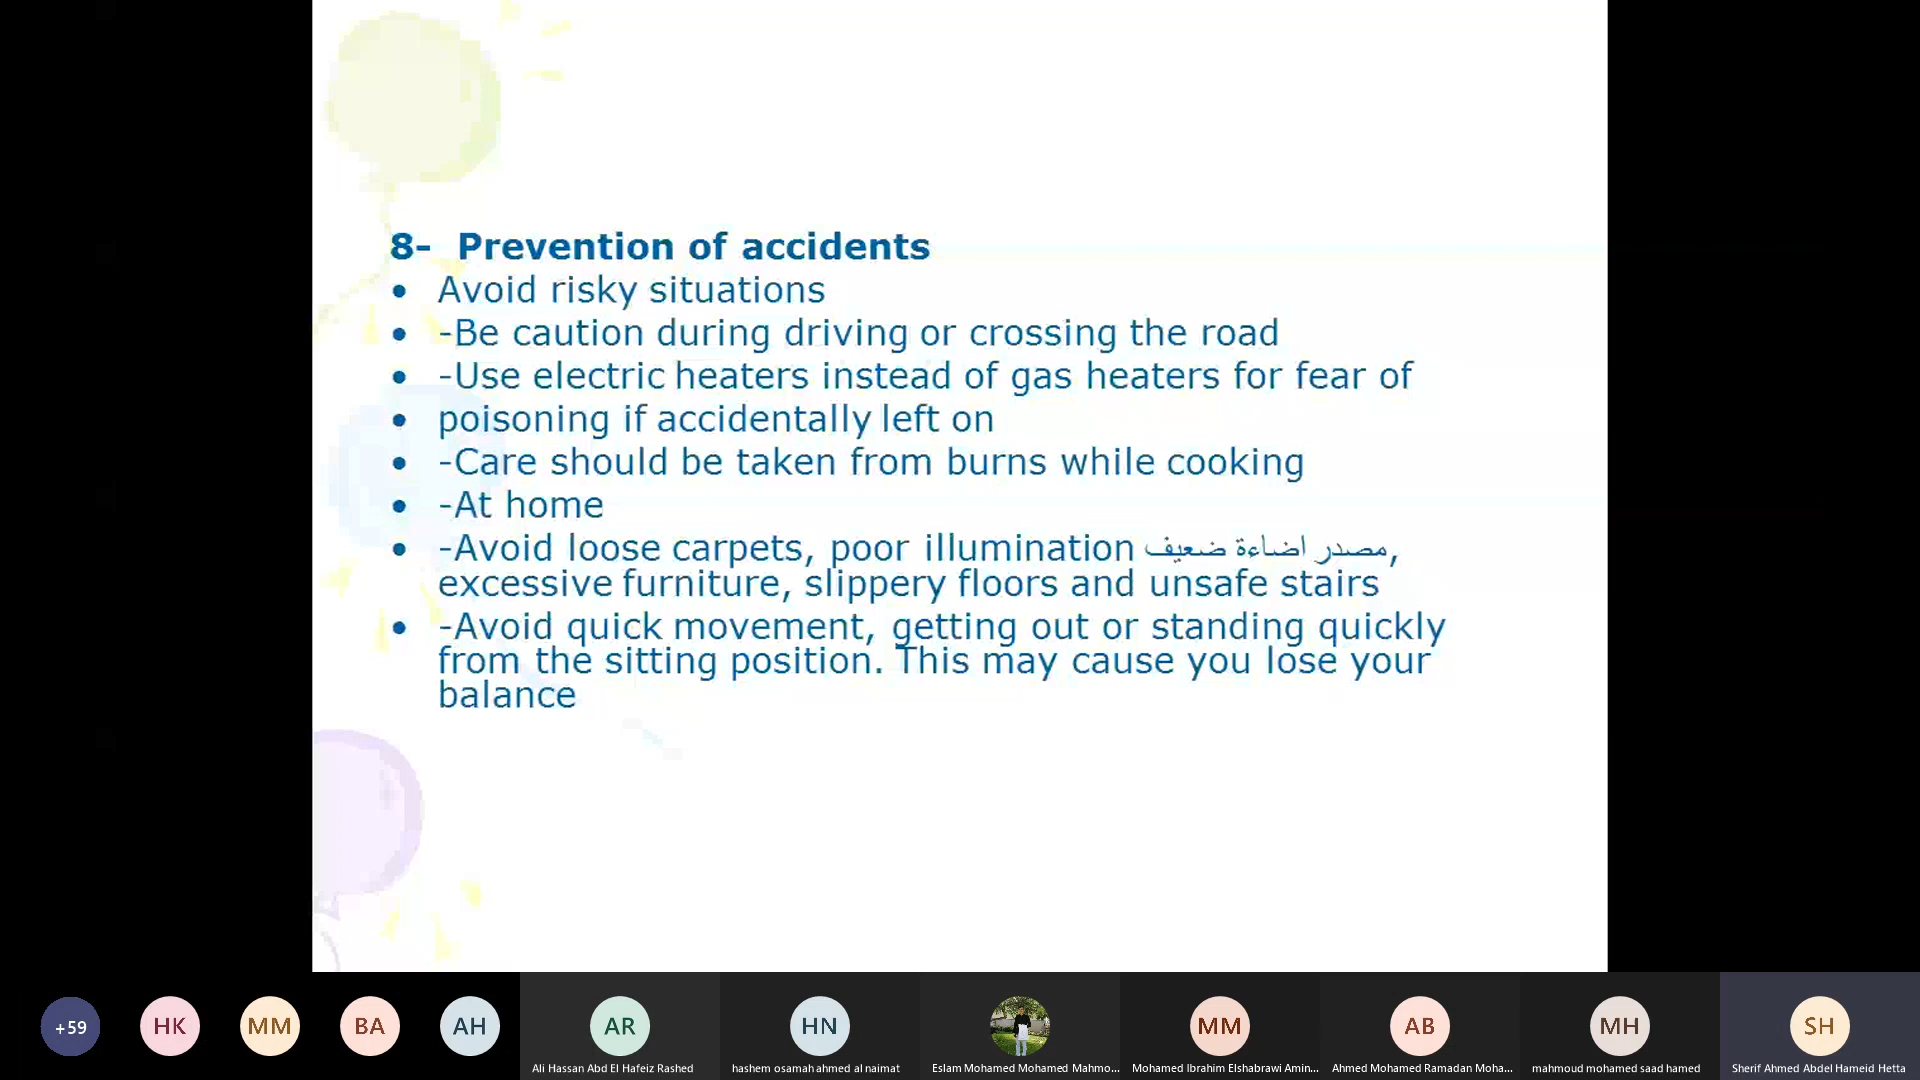 8- Prevention of accidents
• Avoid risky situations
• -Be caution during driving or crossing the road
• -Use electric heaters instead of gas heaters for fear of
• poisoning if accidentally left on
• -Care should be taken from burns while cooking
• -At home
• -Avoid loose carpets, poor illumination مصدر اضاءة ضعيف,
excessive furniture, slippery floors and unsafe stairs
• -Avoid quick movement, getting out or standing quickly
from the sitting position. This may cause you lose your
balance
+59
HK
MM
BA
AH
AR
HN
MM
AB
MH
SH
Ali Hassan Abd El Hafeiz Rashed
hashem osamah ahmed al naimat
Eslam Mohamed Mohamed Mahmo...
Mohamed Ibrahim Elshabrawi Amin...
Ahmed Mohamed Ramadan Moha...
mahmoud mohamed saad hamed
Sherif Ahmed Abdel Hameid Hetta